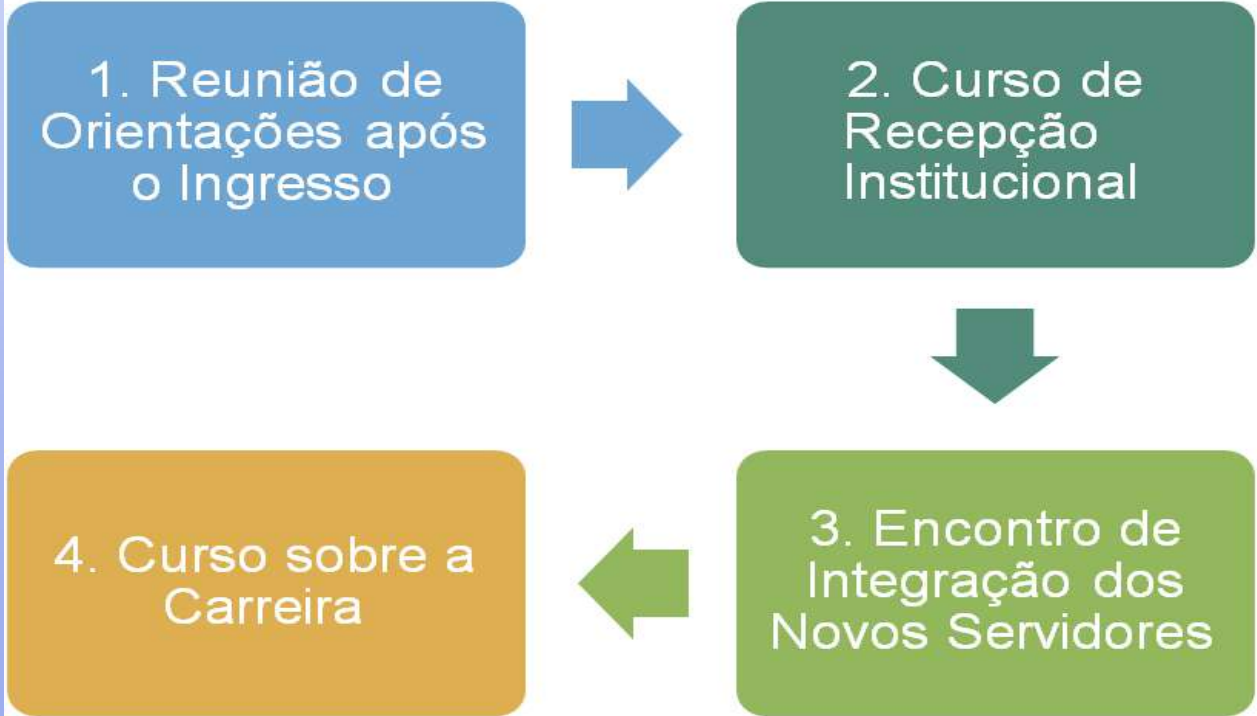 1. Reunião de
Orientações após
o Ingresso
2. Curso de
Recepção
Institucional
3. Encontro de
Integração dos
Novos Servidores
4. Curso sobre a
Carreira